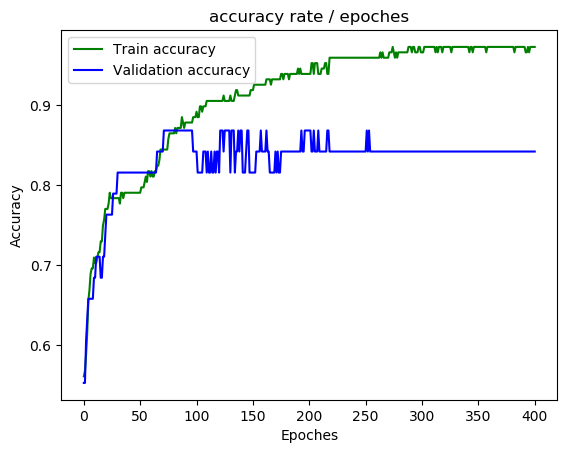 accuracy rate / epoches
Train accuracy
Validation accuracy
Accuracy
0.9
0.8
0.7
0.6
0 50 100 150 200 250 300 350 400
Epoches